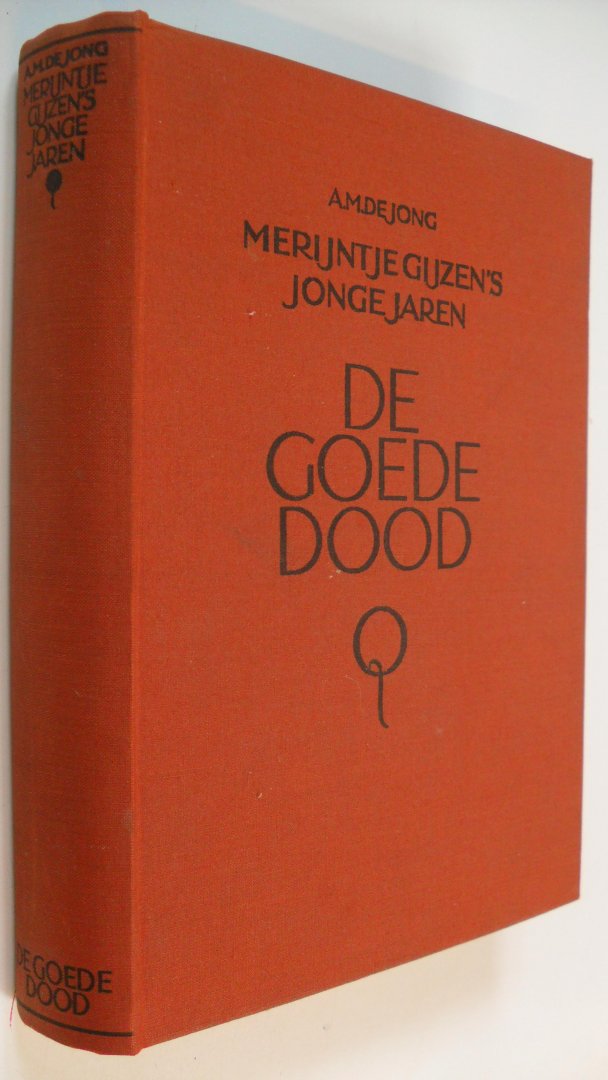 A.M. DE JONG
MERIJNTJE
GIJZEN'S
JONGE
JAREN
DE GOEDE
DOOD
A.M. DE JONG
MERIJNTJE GIJZEN'S
JONGE JAREN
DE
GOEDE
DOOD